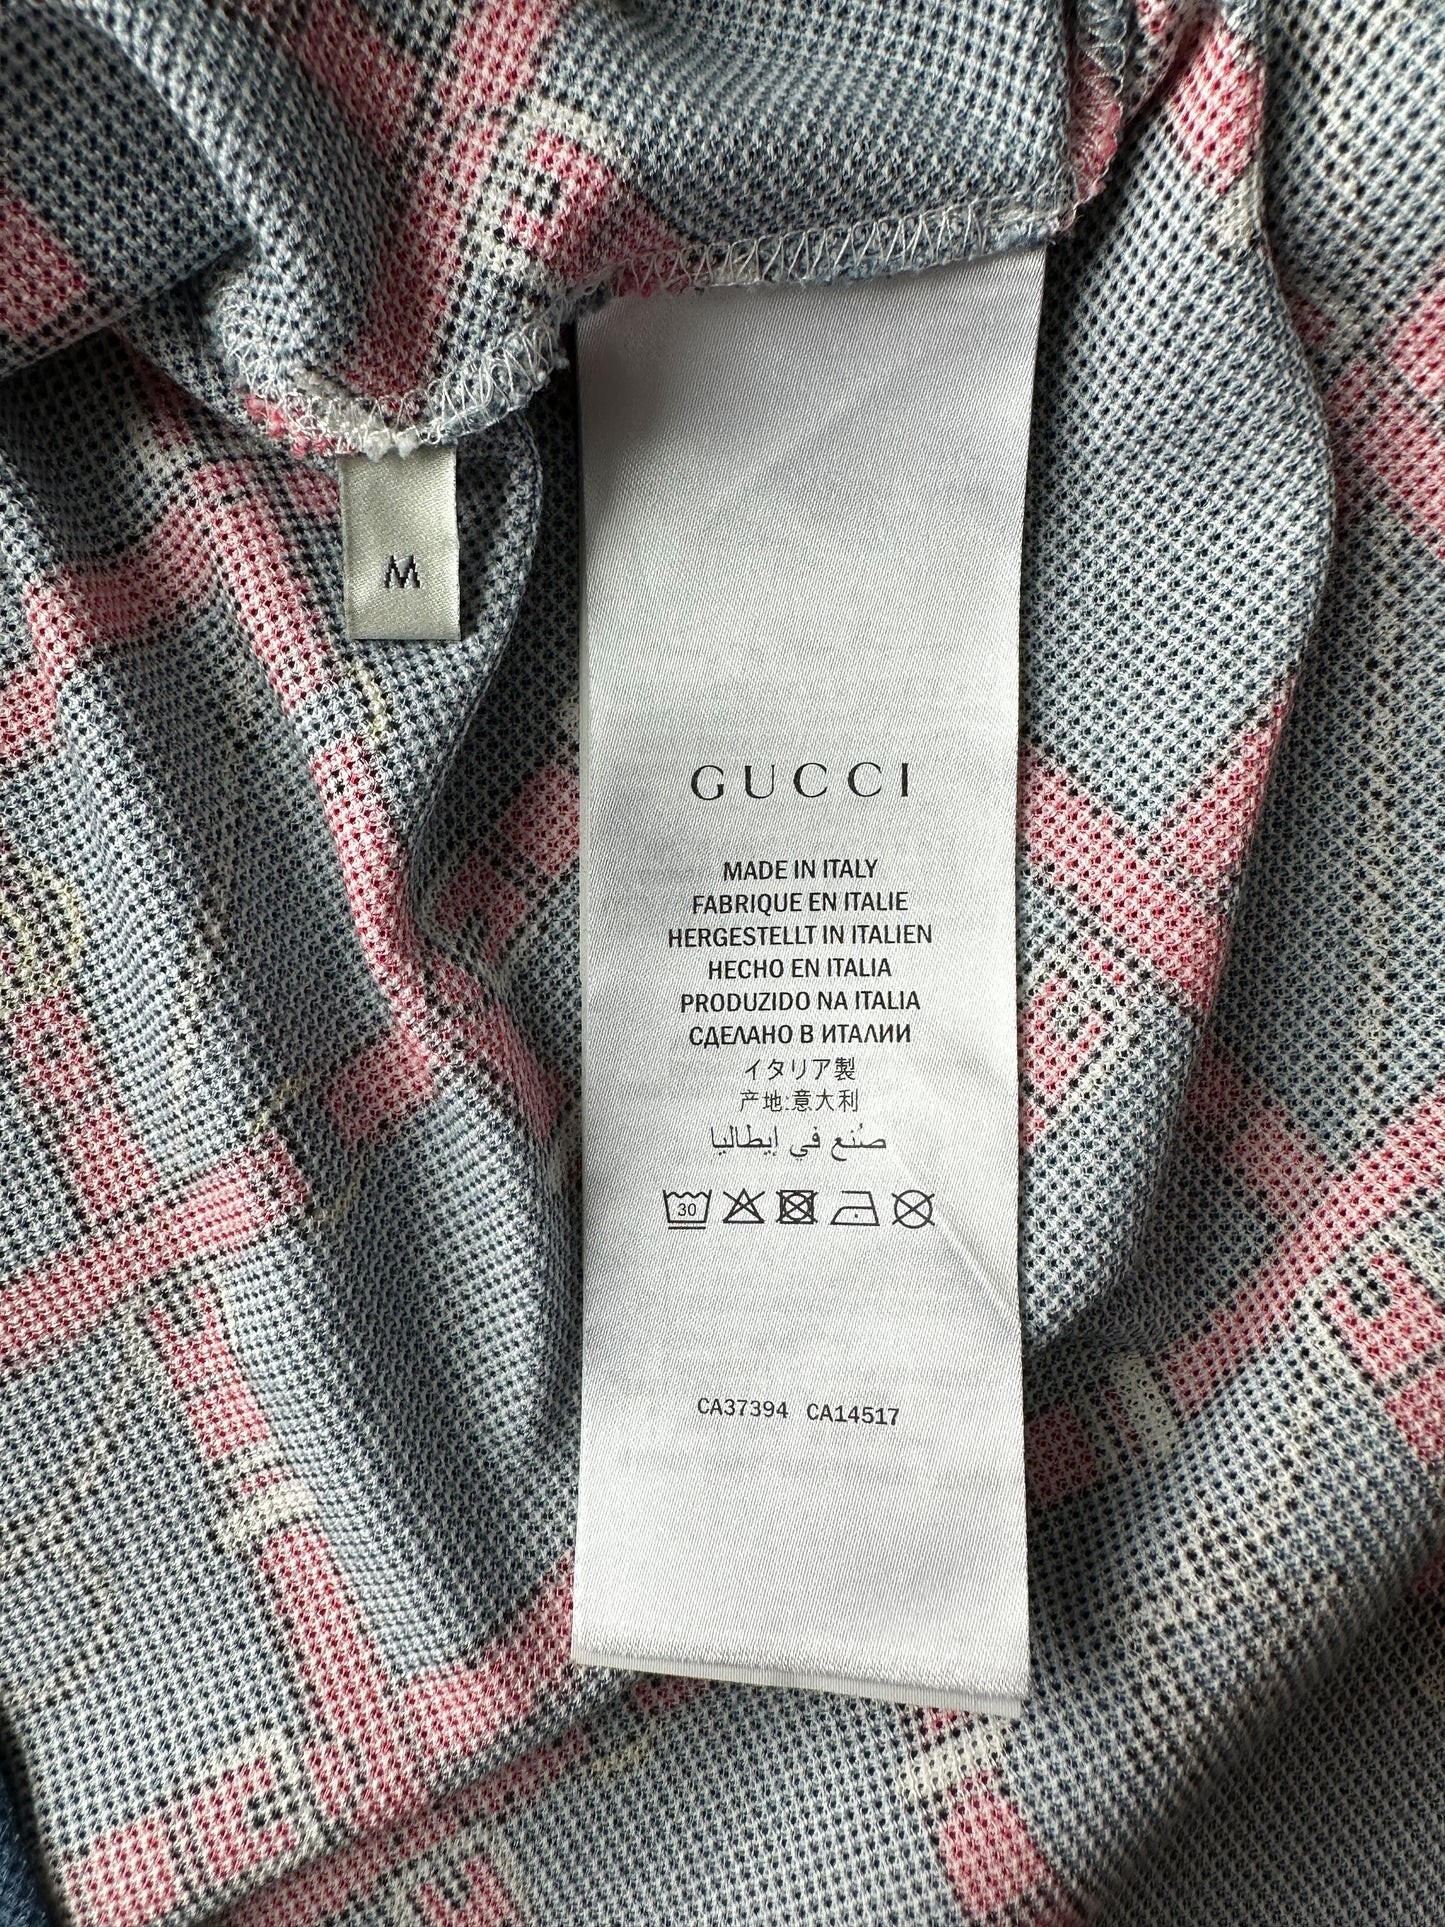 M
GUCCI
MADE IN ITALY
FABRIQUE EN ITALIE
HERGESTELLT IN ITALIEN
HECHO EN ITALIA
PRODUZIDO NA ITALIA
СДЕЛАНО В ИТАЛИИ
イタリア製
产地:意大利
صُنع في إيطاليا
30
CA37394 CA14517